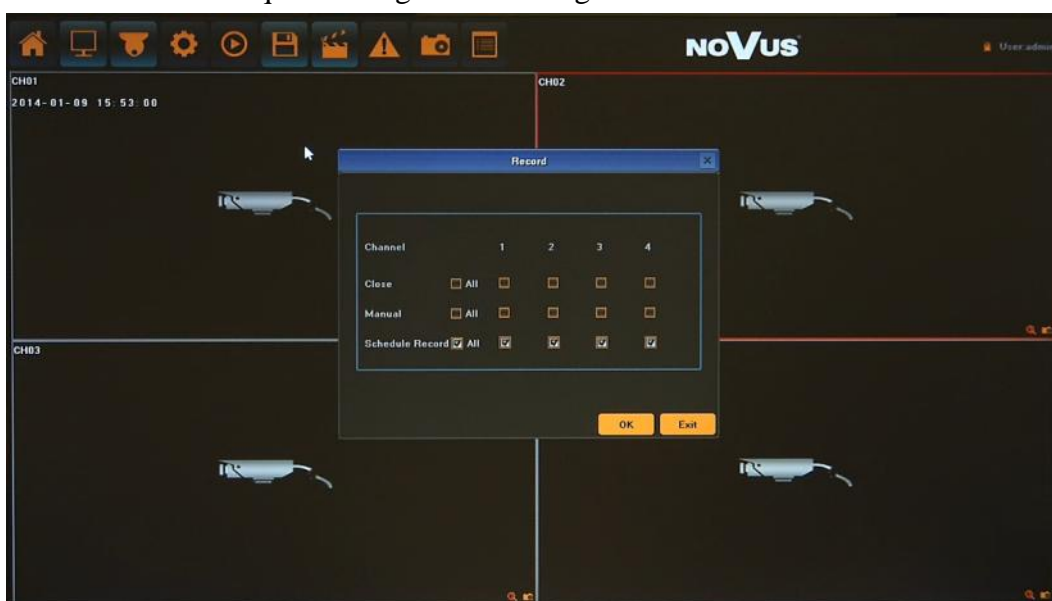 NOVUS
User:admin
CH01
CH02
2014-01-09 15:53:00
Record
Channel 1 2 3 4
Close All
Manual All
Schedule Record All
CH03
OK Exit